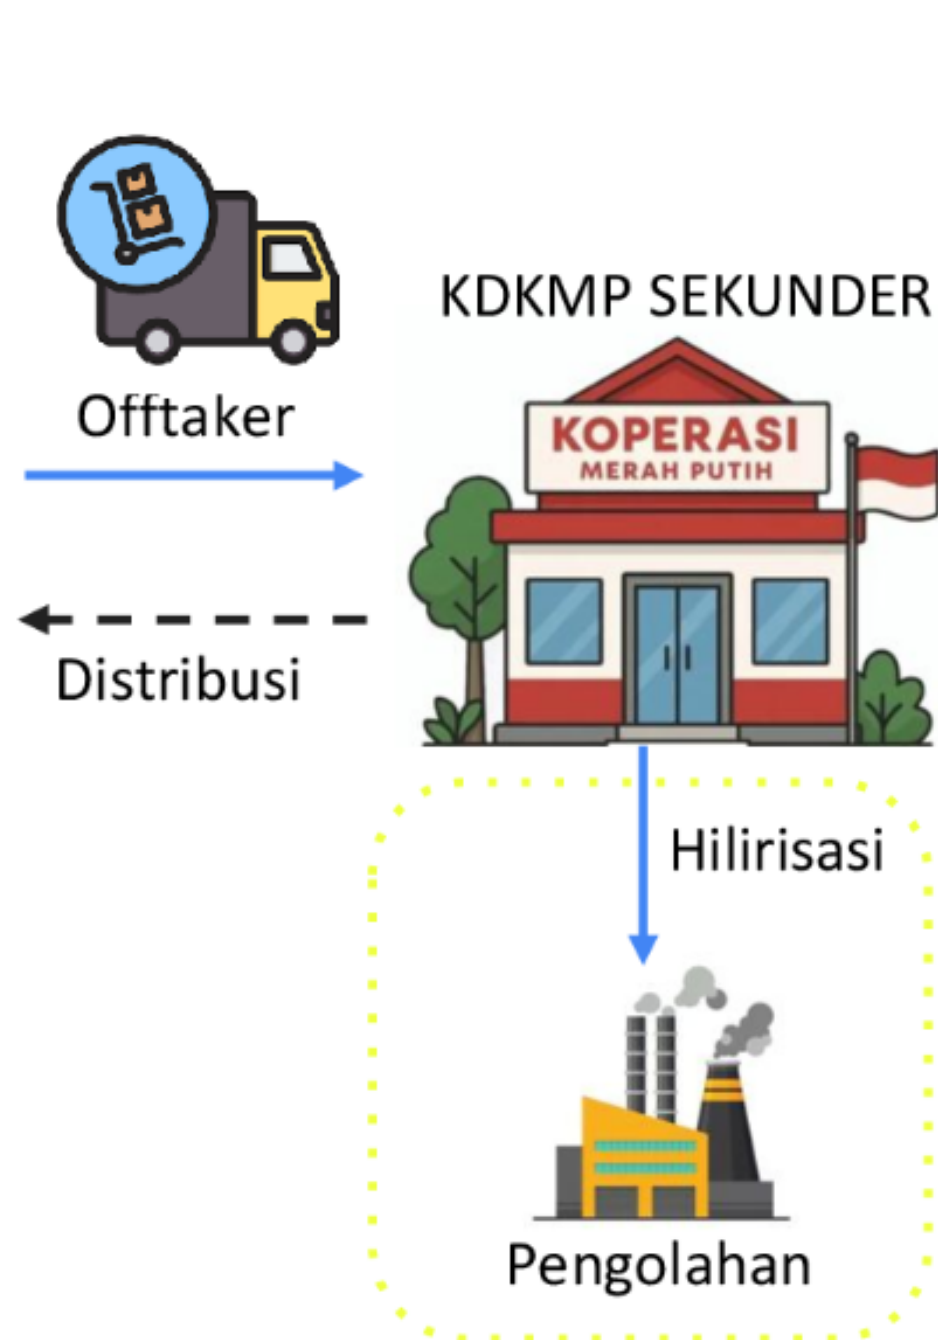 KDKMP SEKUNDER
Offtaker
KOPERASI
MERAH PUTIH
Distribusi
Hilirisasi
Pengolahan